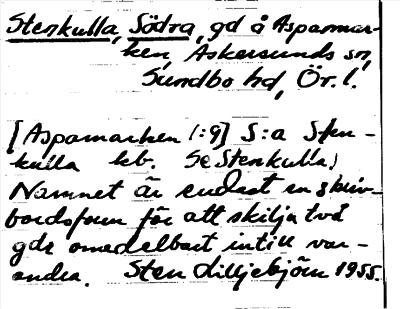 Stenkulla, Södra, gd å Aspamar-
ken, Askersunds sn,
Sundbo hd, Ör. l.
[Aspamarken 1:9] S:a Sten-
kulla kb. Se Stenkulla!
Namnet är endast en skriv-
bordsform för att skilja två
gdr omedelbart intill var-
andra. Sten Lilljebjörn 1955.